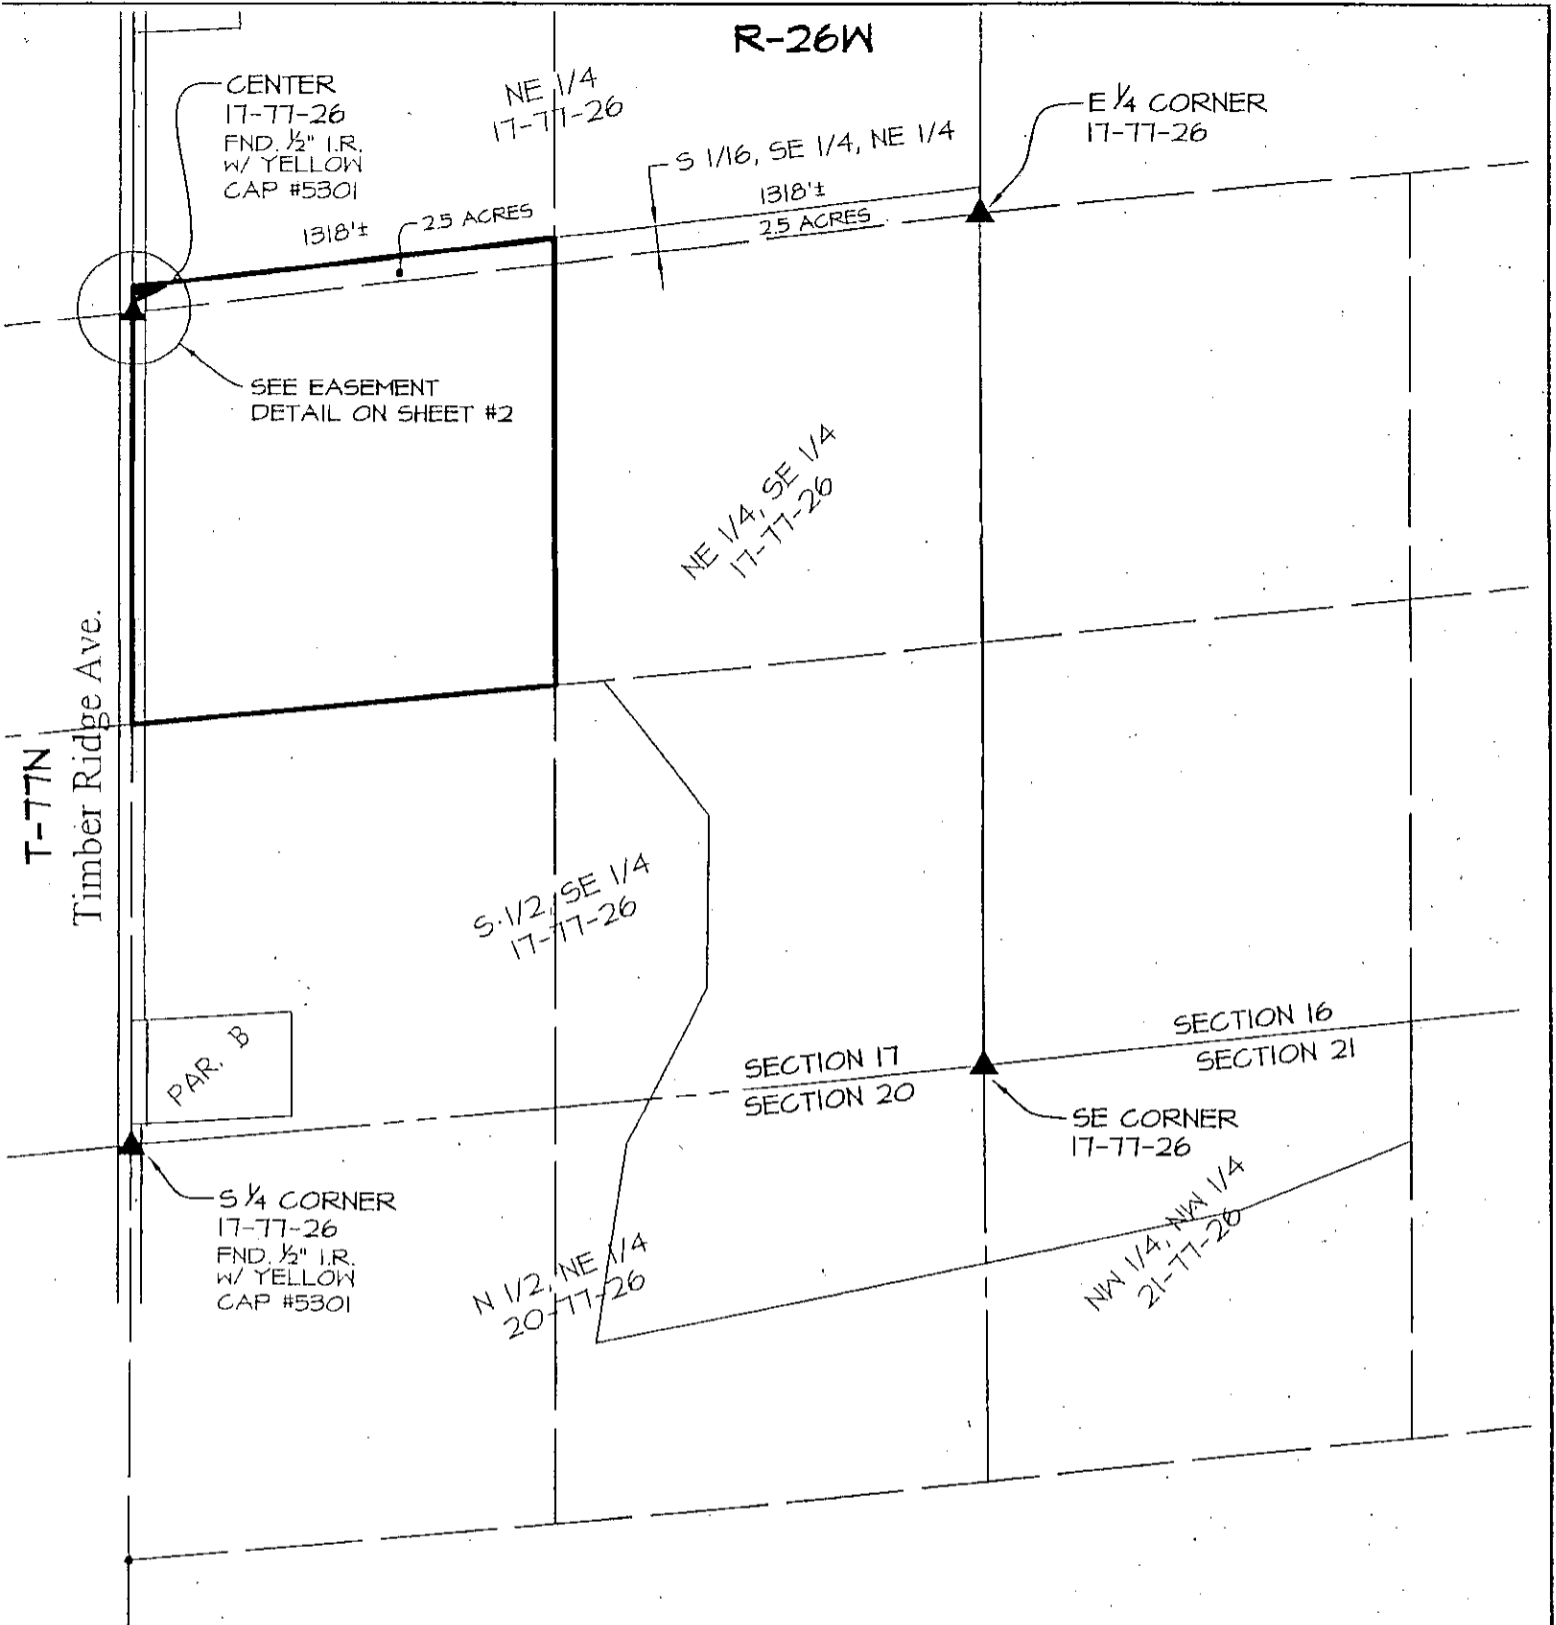 R-26W
CENTER
17-77-26
FND. 1/2" I.R.
W/ YELLOW
CAP #5301
NE 1/4
17-77-26
E 1/4 CORNER
17-77-26
S 1/16, SE 1/4, NE 1/4
1318'±
2.5 ACRES
1318'±
2.5 ACRES
SEE EASEMENT
DETAIL ON SHEET #2
NE 1/4, SE 1/4
17-77-26
T-77N
Timber Ridge Ave.
S 1/2, SE 1/4
17-77-26
PAR. B
SECTION 17
SECTION 20
SECTION 16
SECTION 21
SE CORNER
17-77-26
S 1/4 CORNER
17-77-26
FND. 1/2" I.R.
W/ YELLOW
CAP #5301
N 1/2, NE 1/4
20-77-26
NW 1/4, NW 1/4
21-77-26